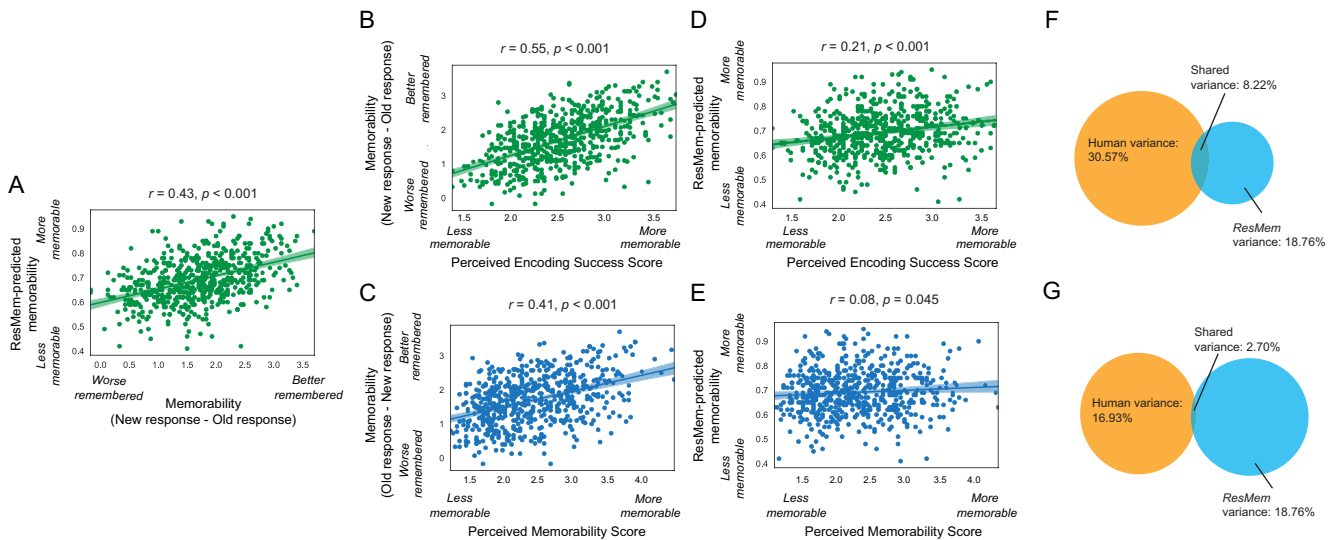 A
r = 0.43, p < 0.001
ResMem-predicted
memorability
More
memorable
Less
memorable
0.9
0.8
0.7
0.6
0.5
0.4
0.0
0.5
1.0
1.5
2.0
2.5
3.0
3.5
Worse
remembered
Better
remembered
Memorability
(New response - Old response)
B
r = 0.55, p < 0.001
Memorability
(New response - Old response)
Better
remembered
Worse
remembered
3
2
1
0
1.5
2.0
2.5
3.0
3.5
Less
memorable
More
memorable
Perceived Encoding Success Score
C
r = 0.41, p < 0.001
Memorability
(Old response - New response)
Better
remembered
Worse
remembered
3
2
1
0
1.5
2.0
2.5
3.0
3.5
4.0
Less
memorable
More
memorable
Perceived Memorability Score
D
r = 0.21, p < 0.001
ResMem-predicted
memorability
More
memorable
Less
memorable
0.9
0.8
0.7
0.6
0.5
0.4
1.5
2.0
2.5
3.0
3.5
Less
memorable
More
memorable
Perceived Encoding Success Score
E
r = 0.08, p = 0.045
ResMem-predicted
memorability
More
memorable
Less
memorable
0.9
0.8
0.7
0.6
0.5
0.4
1.5
2.0
2.5
3.0
3.5
4.0
Less
memorable
More
memorable
Perceived Memorability Score
F
Shared
variance: 8.22%
Human variance:
30.57%
ResMem
variance: 18.76%
G
Shared
variance: 2.70%
Human variance:
16.93%
ResMem
variance: 18.76%